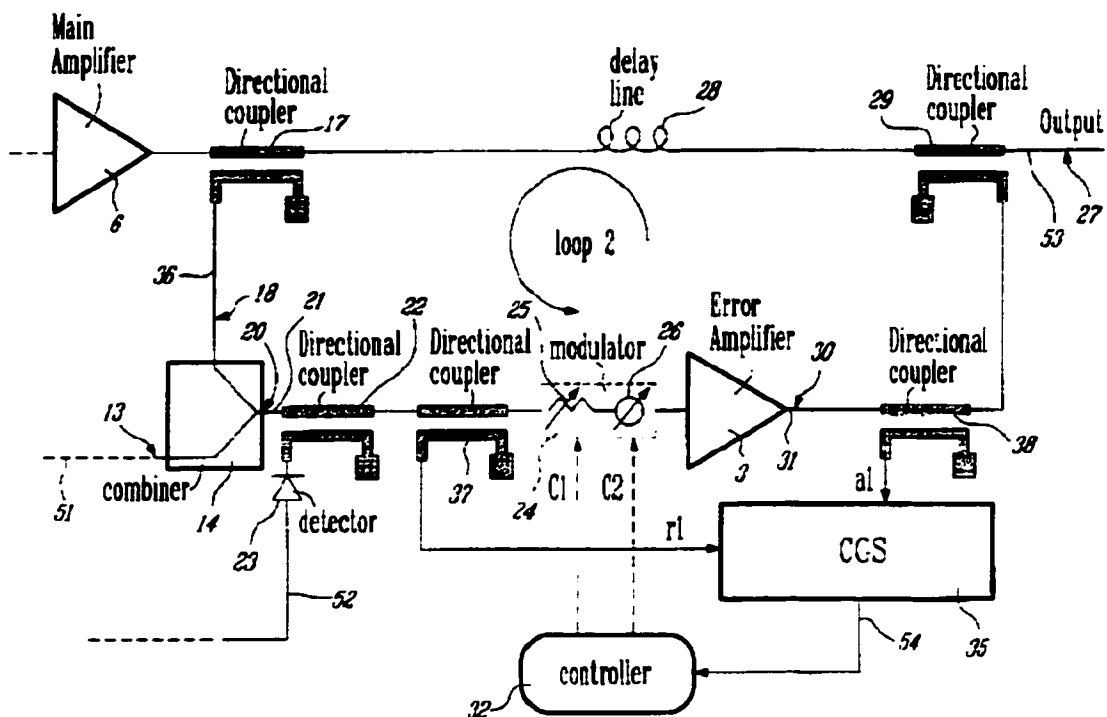 Main
Amplifier
Directional
coupler
17
delay
line
28
29
Directional
coupler
Output
6
loop 2
53
27
36
18
20
21
22
25
26
modulator
Error
Amplifier
30
Directional
coupler
Directional
coupler
Directional
coupler
13
51
combiner
14
23
detector
37
24
C1
C2
3
31
38
a1
r1
CGS
52
54
35
controller
32